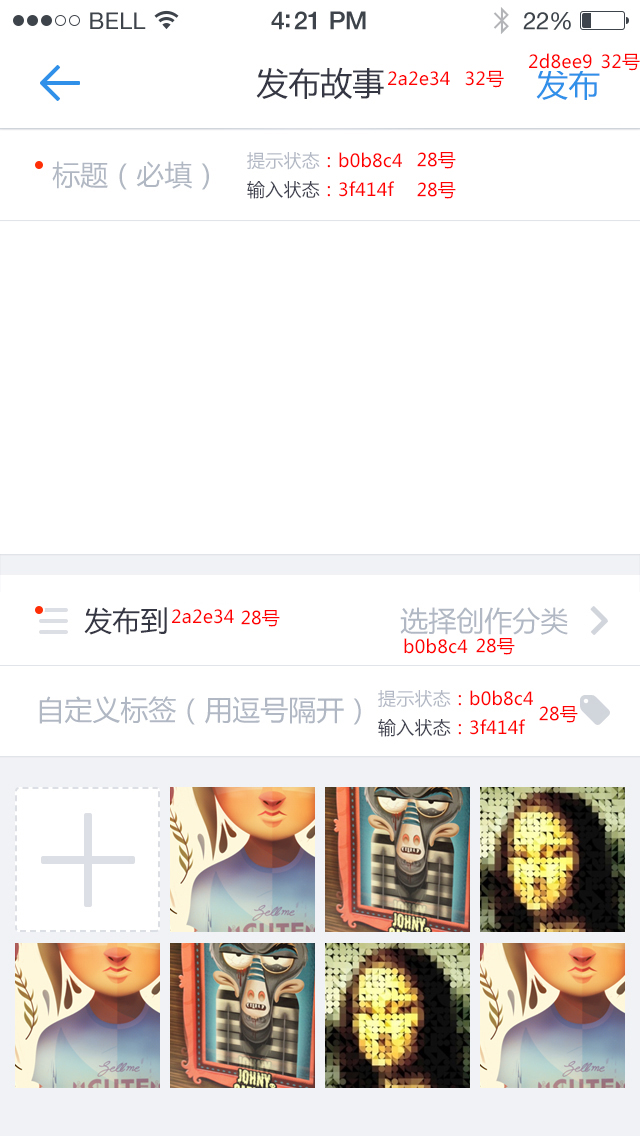 BELL 4:21 PM 22%
发布故事 2a2e34 32号 2d8ee9 32号 发布
标题（必填） 提示状态：b0b8c4 28号
输入状态：3f414f 28号
发布到 2a2e34 28号 选择创作分类
b0b8c4 28号
自定义标签（用逗号隔开） 提示状态：b0b8c4
输入状态：3f414f 28号
Sell me!
CUTE
JOHNY
Sell me!
CUTE
JOHNY
Sell me!
CUTE